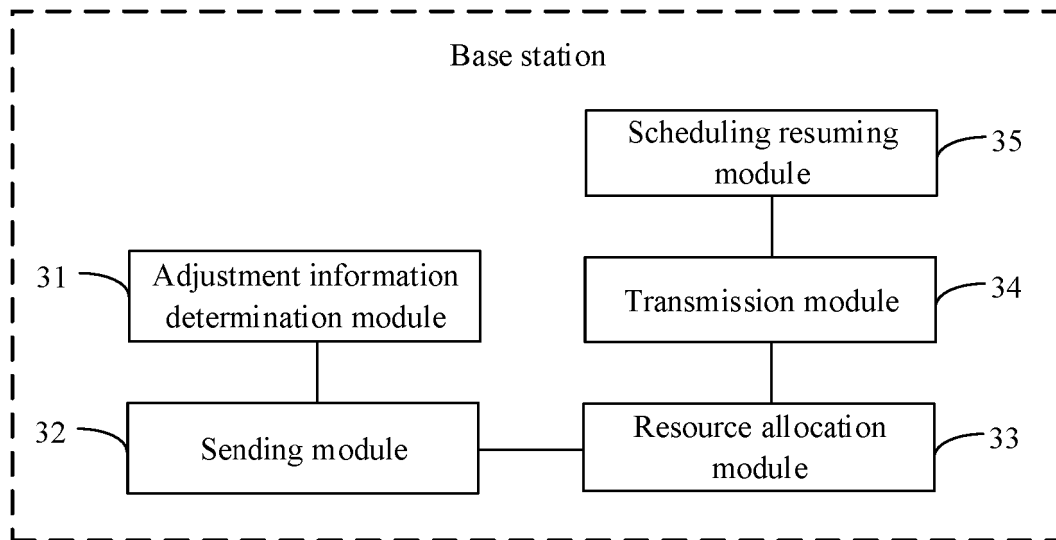 Base station
Scheduling resuming
module
35
31
Adjustment information
determination module
Transmission module
34
32
Sending module
Resource allocation
module
33